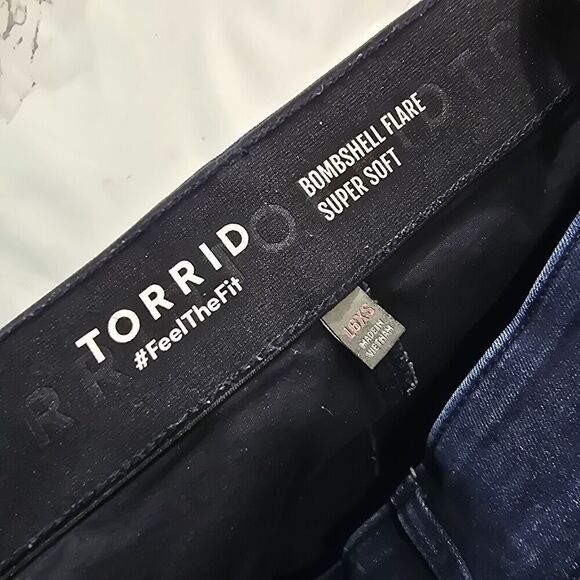 TORRID
#FeelTheFit
BOMBSHELL FLARE
SUPER SOFT
16XS
MADE IN
VIETNAM